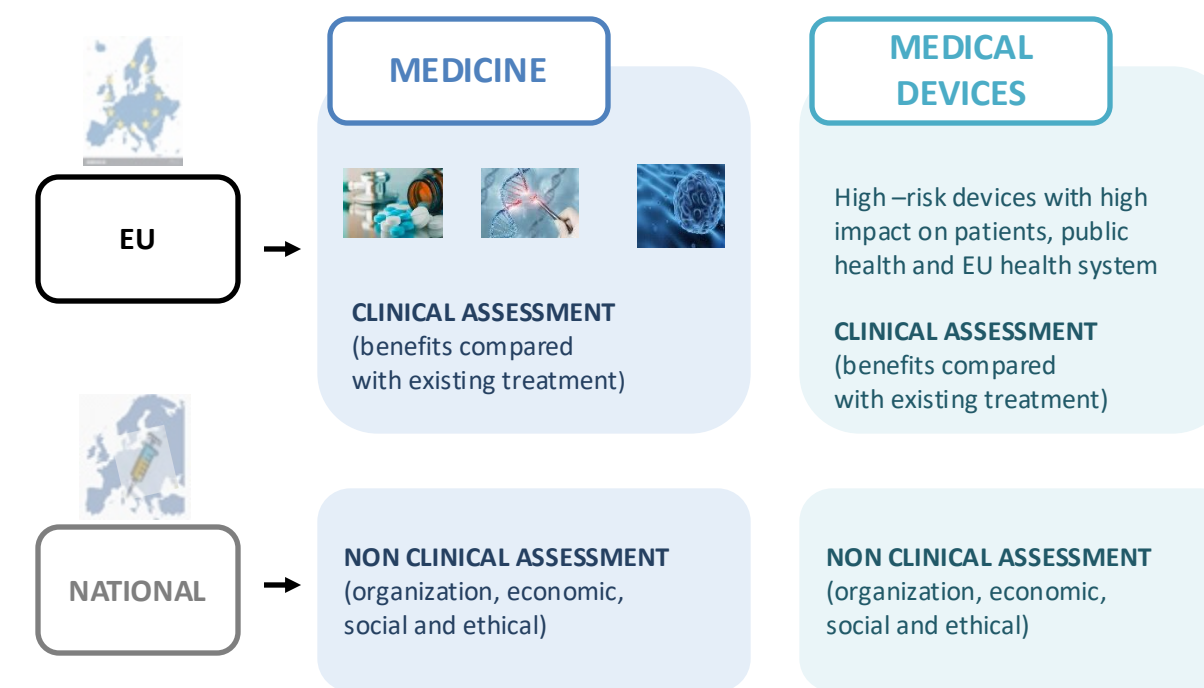 MEDICINE
MEDICAL
DEVICES
EU
High –risk devices with high
impact on patients, public
health and EU health system
CLINICAL ASSESSMENT
(benefits compared
with existing treatment)
CLINICAL ASSESSMENT
(benefits compared
with existing treatment)
NATIONAL
NON CLINICAL ASSESSMENT
(organization, economic,
social and ethical)
NON CLINICAL ASSESSMENT
(organization, economic,
social and ethical)